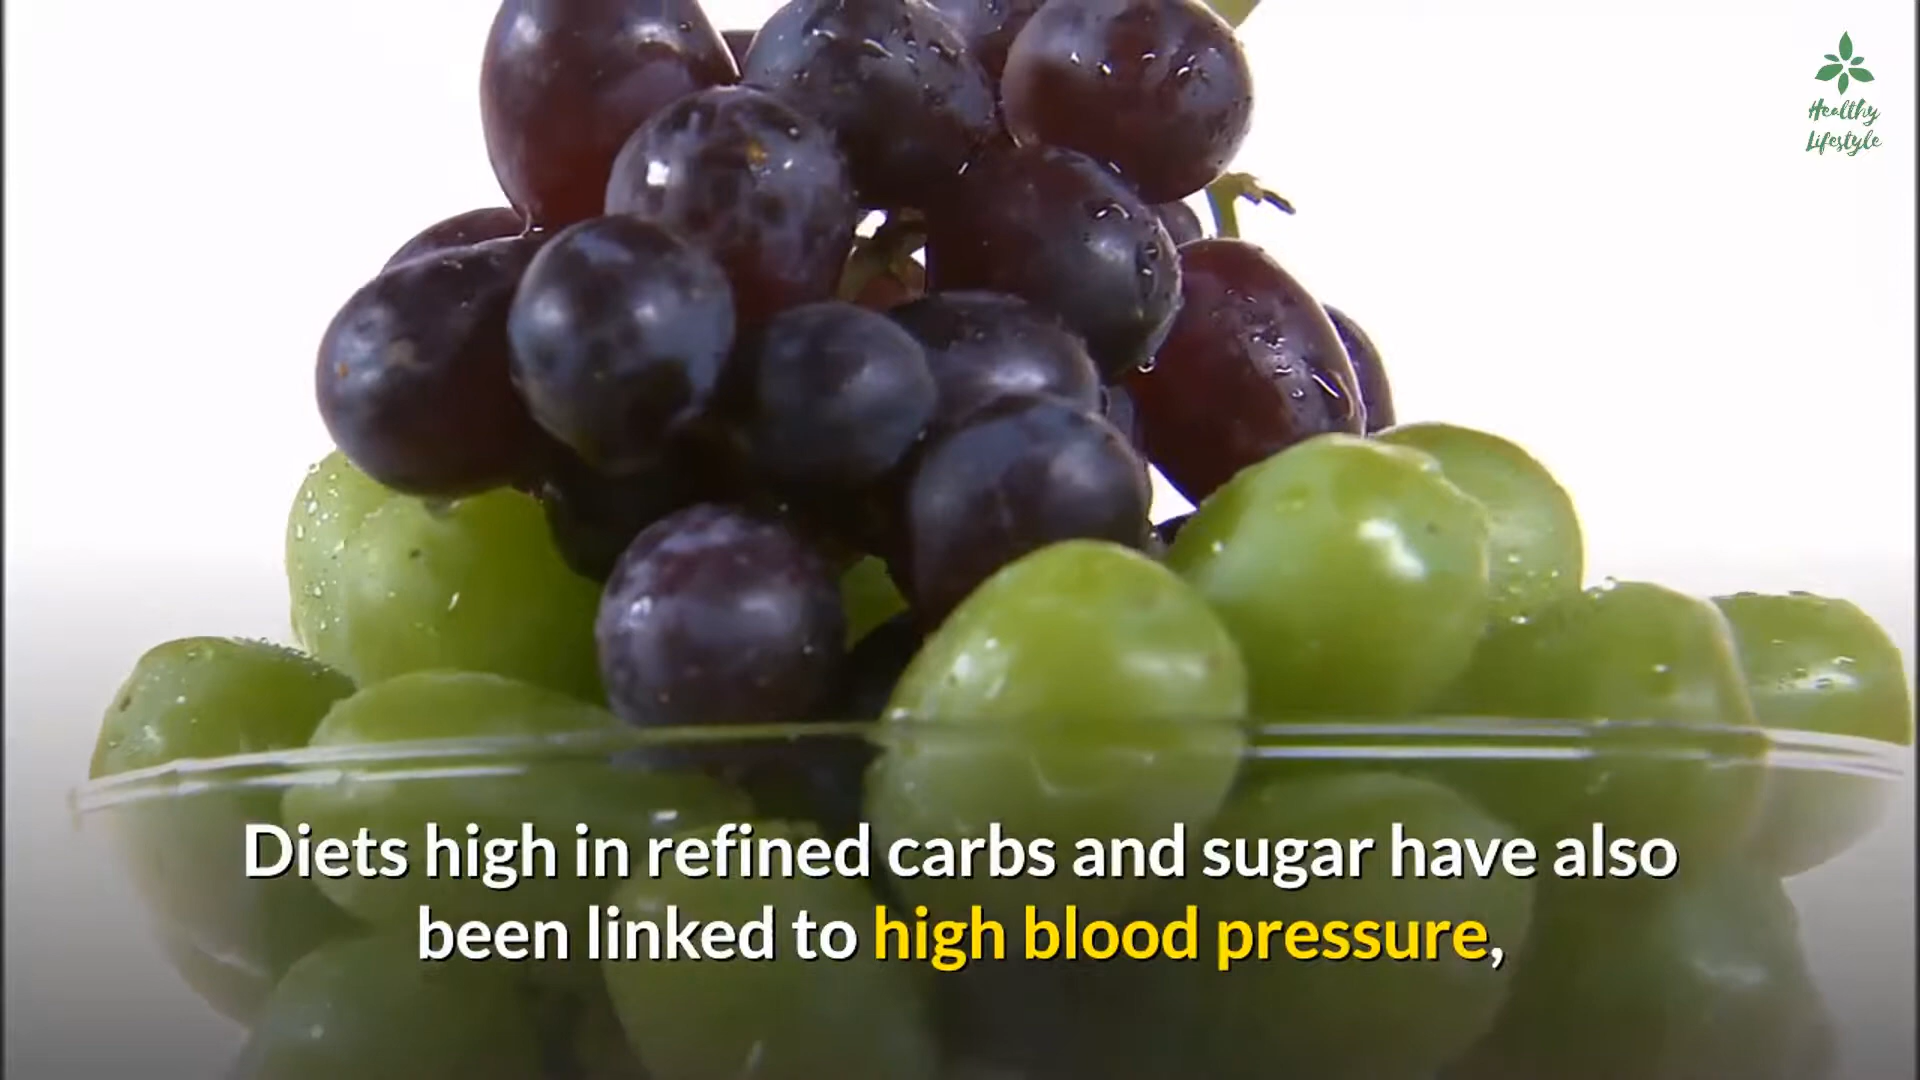 Healthy
Lifestyle
Diets high in refined carbs and sugar have also
been linked to high blood pressure,